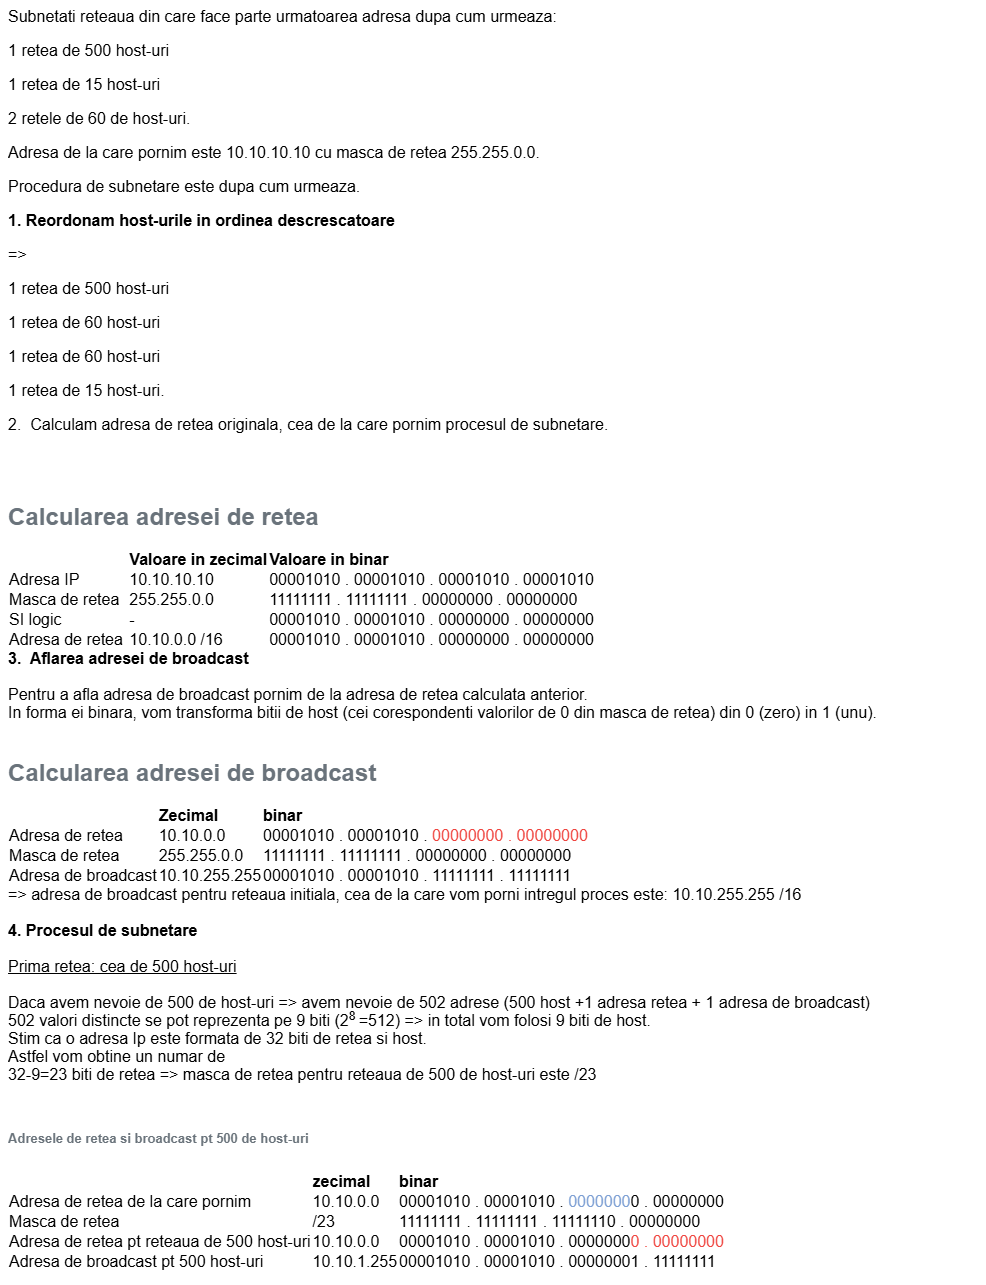 Subnetati reteaua din care face parte urmatoarea adresa dupa cum urmeaza:
1 retea de 500 host-uri
1 retea de 15 host-uri
2 retele de 60 de host-uri.
Adresa de la care pornim este 10.10.10.10 cu masca de retea 255.255.0.0.
Procedura de subnetare este dupa cum urmeaza.
1. Reordonam host-urile in ordinea descrescatoare
=>
1 retea de 500 host-uri
1 retea de 60 host-uri
1 retea de 60 host-uri
1 retea de 15 host-uri.
2.  Calculam adresa de retea originala, cea de la care pornim procesul de subnetare.
Calcularea adresei de retea
Valoare in zecimal Valoare in binar
Adresa IP 10.10.10.10 00001010 . 00001010 . 00001010 . 00001010
Masca de retea 255.255.0.0 11111111 . 11111111 . 00000000 . 00000000
SI logic - 00001010 . 00001010 . 00000000 . 00000000
Adresa de retea 10.10.0.0 /16 00001010 . 00001010 . 00000000 . 00000000
3.  Aflarea adresei de broadcast
Pentru a afla adresa de broadcast pornim de la adresa de retea calculata anterior.
In forma ei binara, vom transforma bitii de host (cei corespondenti valorilor de 0 din masca de retea) din 0 (zero) in 1 (unu).
Calcularea adresei de broadcast
Zecimal binar
Adresa de retea 10.10.0.0 00001010 . 00001010 . 00000000 . 00000000
Masca de retea 255.255.0.0 11111111 . 11111111 . 00000000 . 00000000
Adresa de broadcast 10.10.255.255 00001010 . 00001010 . 11111111 . 11111111
=> adresa de broadcast pentru reteaua initiala, cea de la care vom porni intregul proces este: 10.10.255.255 /16
4. Procesul de subnetare
Prima retea: cea de 500 host-uri
Daca avem nevoie de 500 de host-uri => avem nevoie de 502 adrese (500 host +1 adresa retea + 1 adresa de broadcast)
502 valori distincte se pot reprezenta pe 9 biti (2^8 =512) => in total vom folosi 9 biti de host.
Stim ca o adresa Ip este formata de 32 biti de retea si host.
Astfel vom obtine un numar de
32-9=23 biti de retea => masca de retea pentru reteaua de 500 de host-uri este /23
Adresele de retea si broadcast pt 500 de host-uri
zecimal binar
Adresa de retea de la care pornim 10.10.0.0 00001010 . 00001010 . 00000000 . 00000000
Masca de retea /23 11111111 . 11111111 . 11111110 . 00000000
Adresa de retea pt reteaua de 500 host-uri 10.10.0.0 00001010 . 00001010 . 00000000 . 00000000
Adresa de broadcast pt 500 host-uri 10.10.1.255 00001010 . 00001010 . 00000001 . 11111111